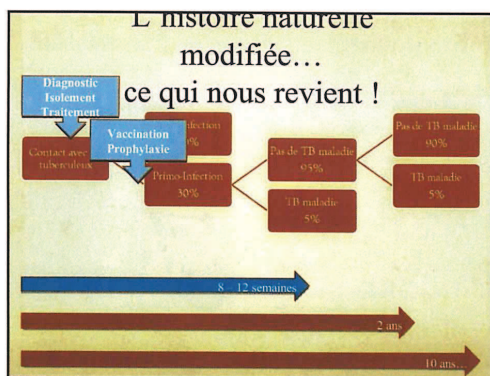 L'histoire naturelle
modifiée…
ce qui nous revient !
Diagnostic
Isolement
Traitement
Vaccination
Prophylaxie
Contact avec
tuberculeux
Primo-Infection
30%
Pas de TB maladie
95%
TB maladie
5%
Pas de TB maladie
90%
TB maladie
5%
8 – 12 semaines
2 ans
10 ans…